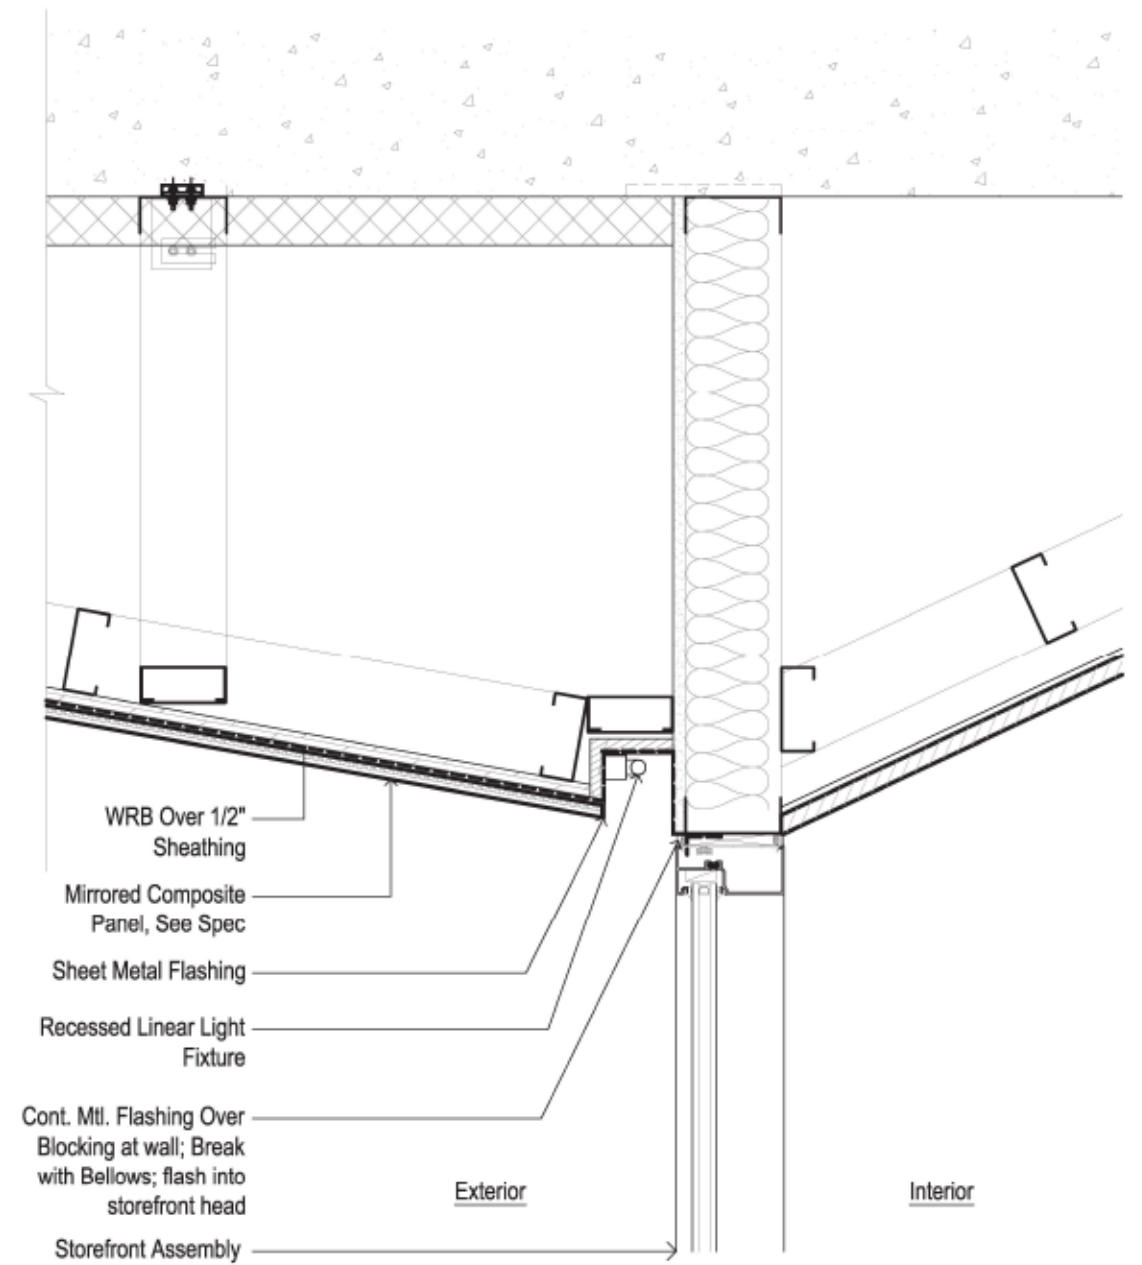 WRB Over 1/2"
Sheathing
Mirrored Composite
Panel, See Spec
Sheet Metal Flashing
Recessed Linear Light
Fixture
Cont. Mtl. Flashing Over
Blocking at wall; Break
with Bellows; flash into
storefront head
Storefront Assembly
Exterior
Interior